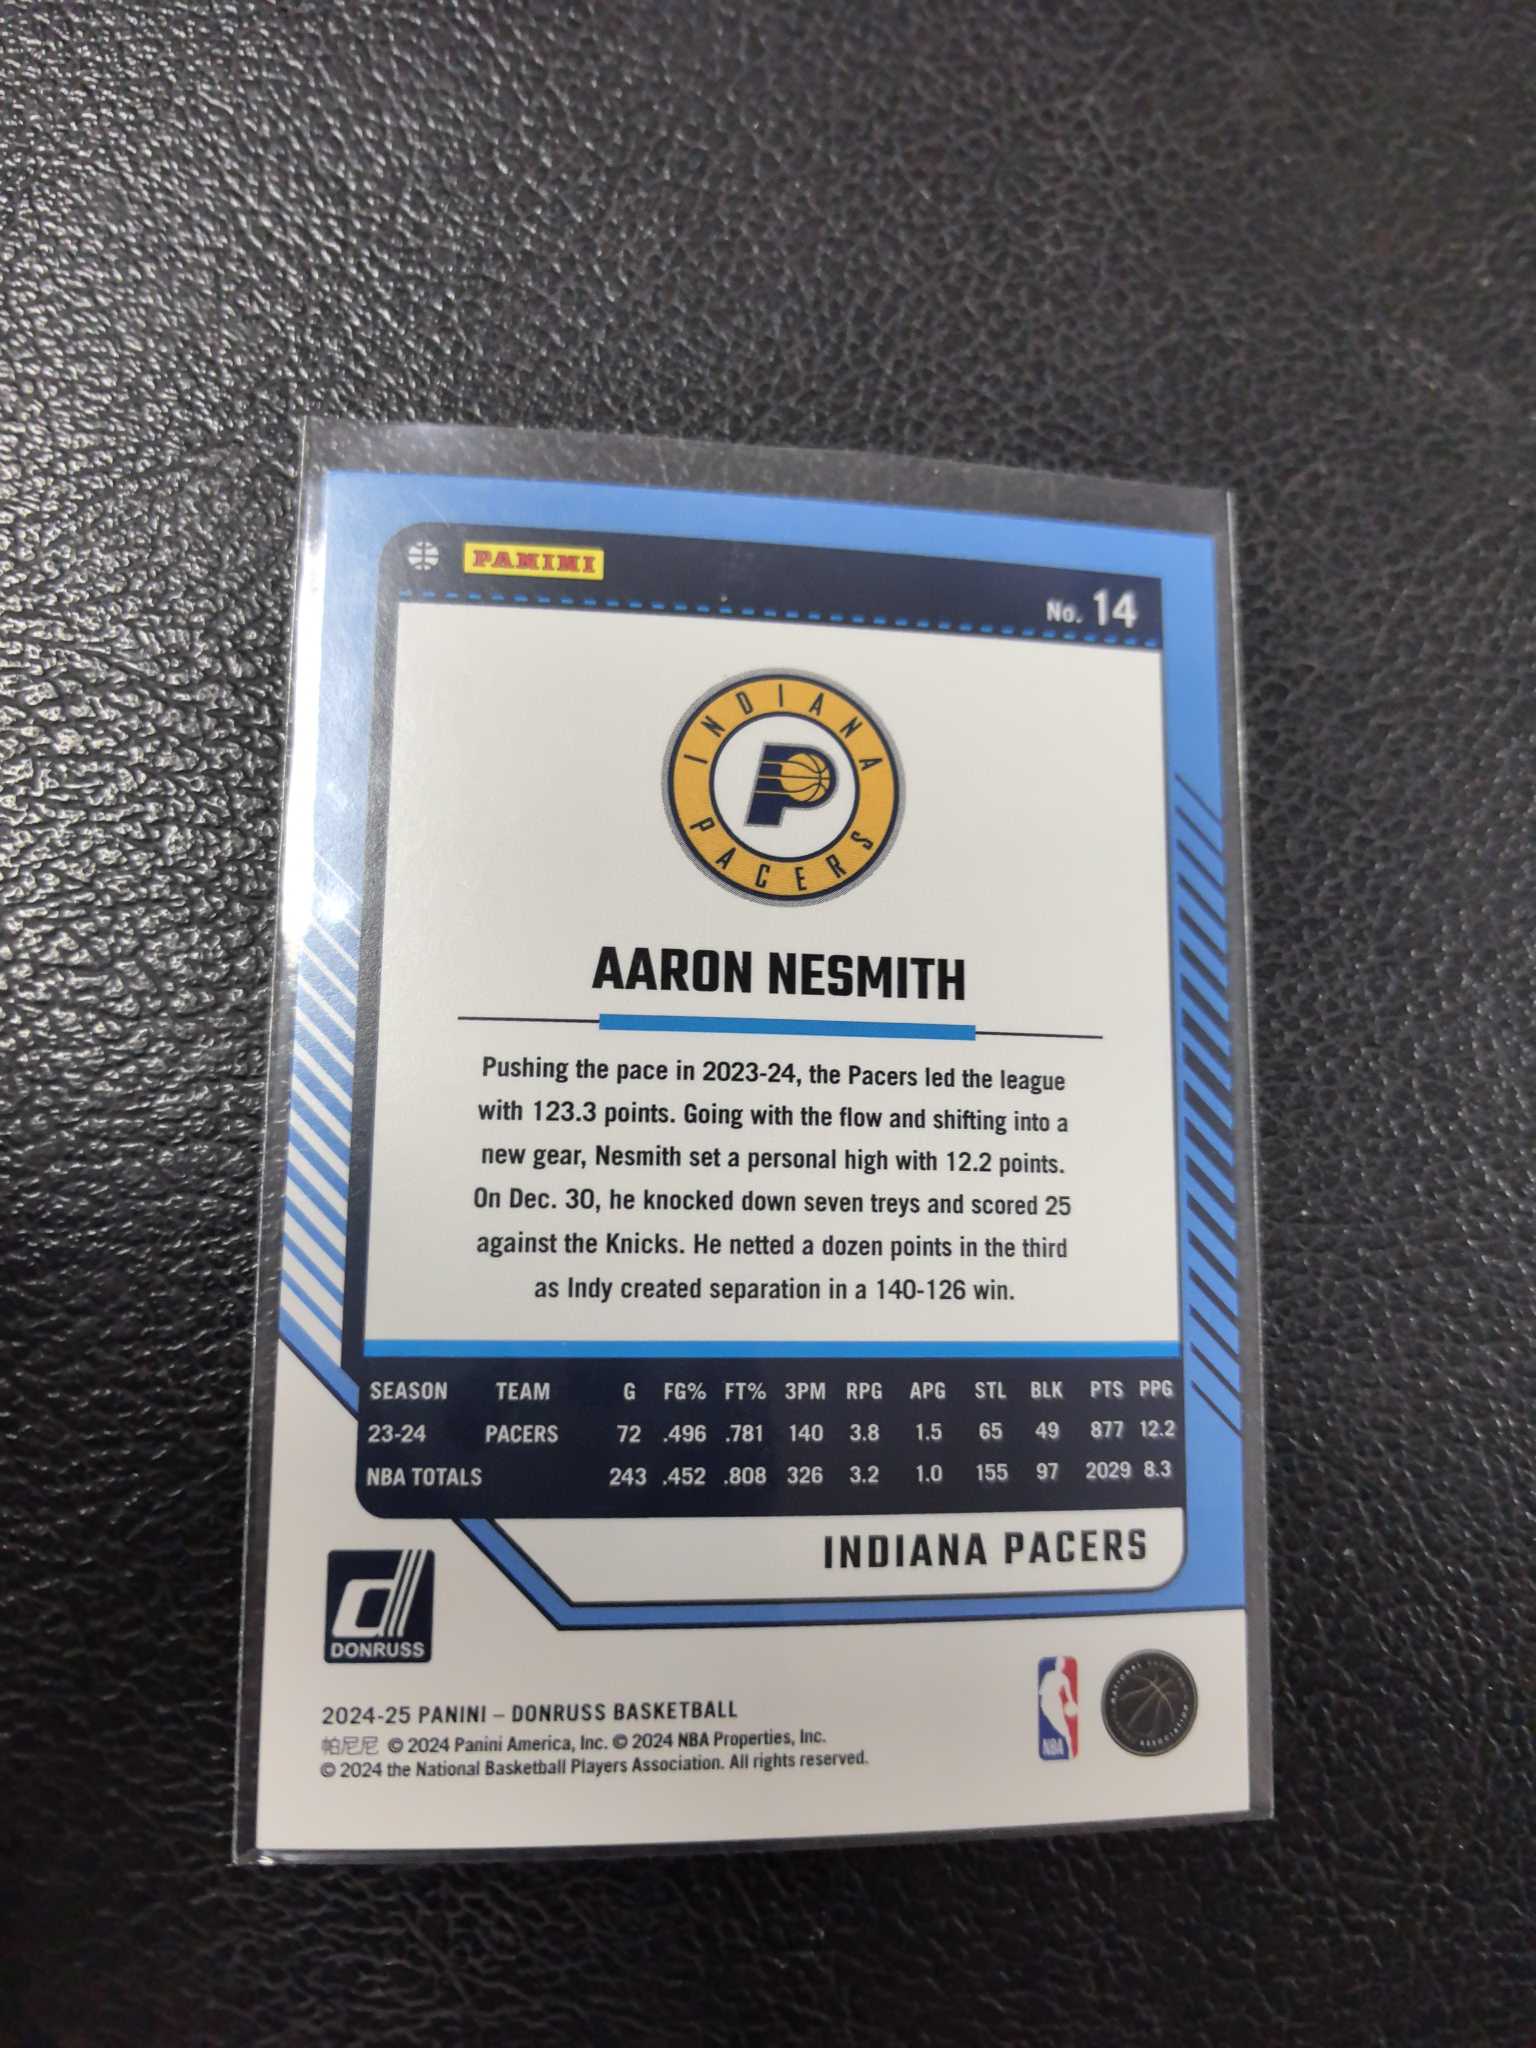 PANINI
No. 14
INDIANA
PACERS
AARON NESMITH
Pushing the pace in 2023-24, the Pacers led the league
with 123.3 points. Going with the flow and shifting into a
new gear, Nesmith set a personal high with 12.2 points.
On Dec. 30, he knocked down seven treys and scored 25
against the Knicks. He netted a dozen points in the third
as Indy created separation in a 140-126 win.
SEASON TEAM G FG% FT% 3PM RPG APG STL BLK PTS PPG
23-24 PACERS 72 .496 .781 140 3.8 1.5 65 49 877 12.2
NBA TOTALS 243 .452 .808 326 3.2 1.0 155 97 2029 8.3
INDIANA PACERS
DONRUSS
2024-25 PANINI – DONRUSS BASKETBALL
帕尼尼 © 2024 Panini America, Inc. © 2024 NBA Properties, Inc.
© 2024 the National Basketball Players Association. All rights reserved.
NBA